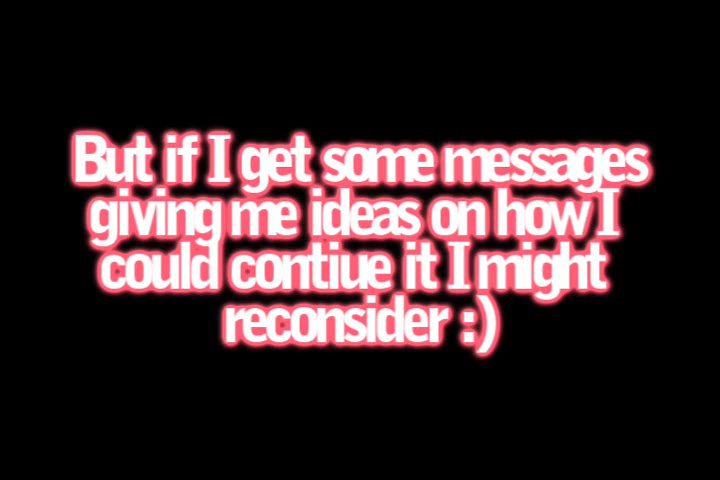 But if I get some messages
giving me ideas on how I
could contiue it I might
reconsider :)